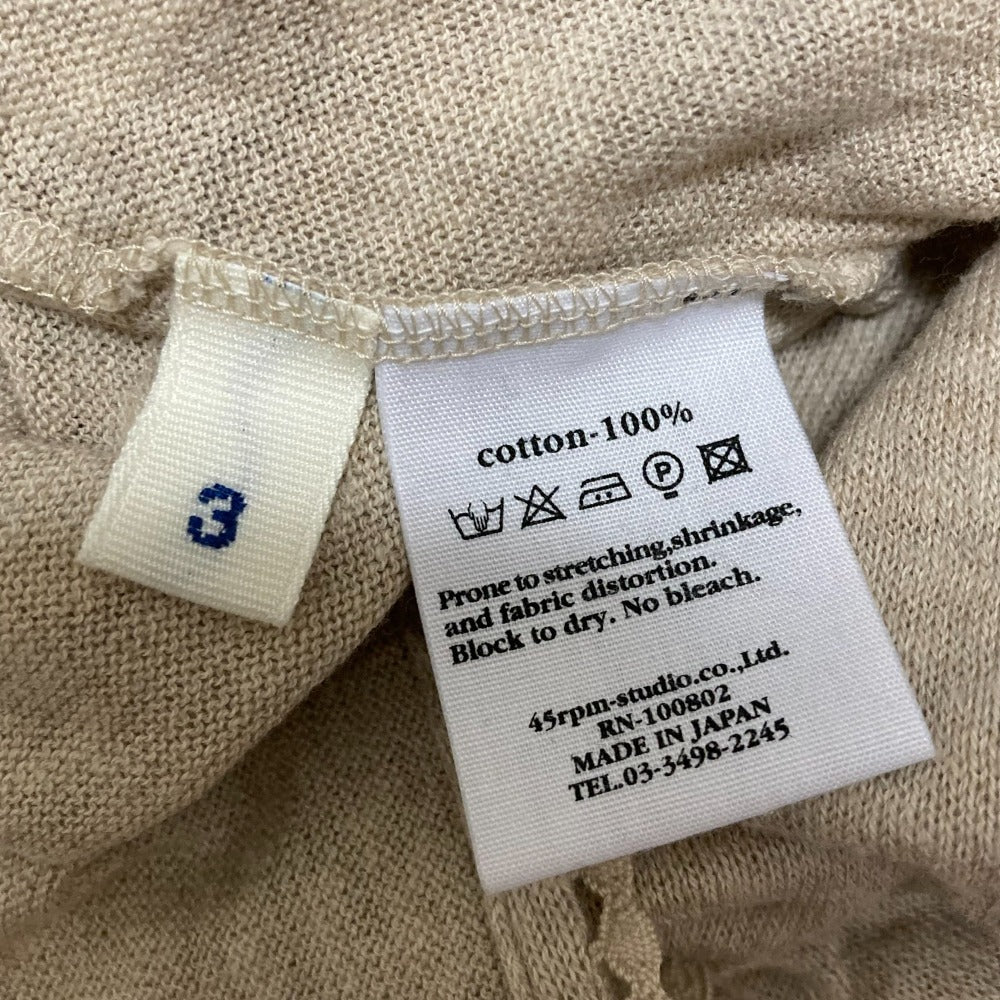 3
cotton-100%
P
Prone to stretching,shrinkage,
and fabric distortion.
Block to dry. No bleach.
45rpm-studio.co.,Ltd.
RN-100802
MADE IN JAPAN
TEL.03-3498-2245